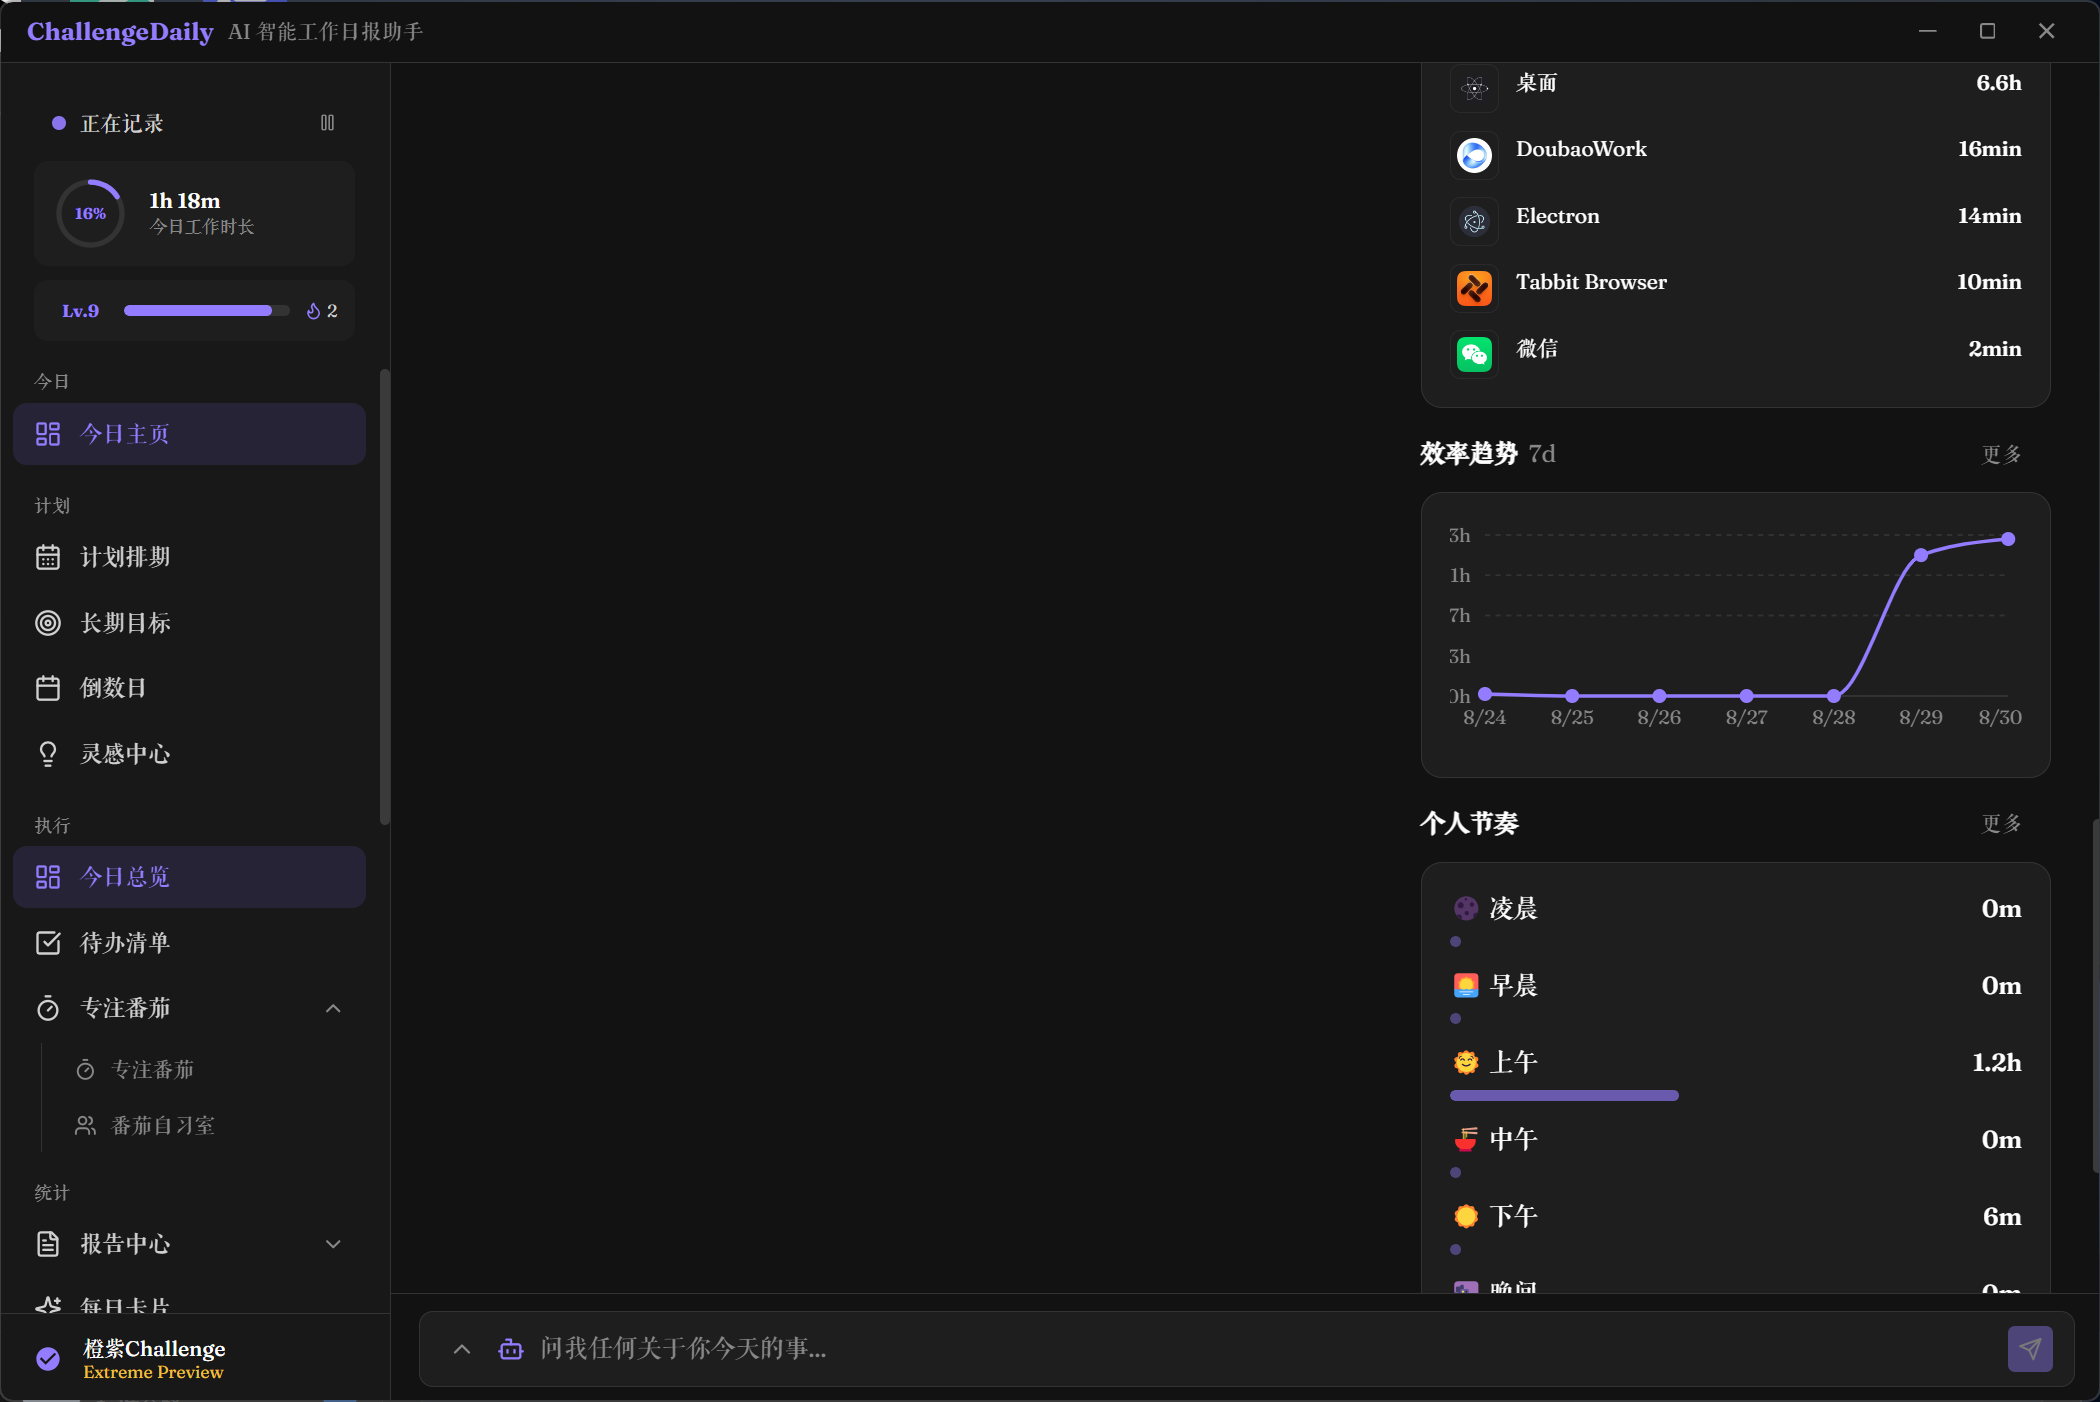 ChallengeDaily AI 智能工作日报助手
正在记录
16%
1h 18m
今日工作时长
Lv.9
2
今日
今日主页
计划
计划排期
长期目标
倒数日
灵感中心
执行
今日总览
待办清单
专注番茄
专注番茄
番茄自习室
统计
报告中心
每日卡片
橙紫Challenge
Extreme Preview
桌面 6.6h
DoubaoWork 16min
Electron 14min
Tabbit Browser 10min
微信 2min
效率趋势 7d 更多
3h
1h
7h
3h
0h
8/24 8/25 8/26 8/27 8/28 8/29 8/30
个人节奏 更多
凌晨 0m
早晨 0m
上午 1.2h
中午 0m
下午 6m
晚间 0m
问我任何关于你今天的事...